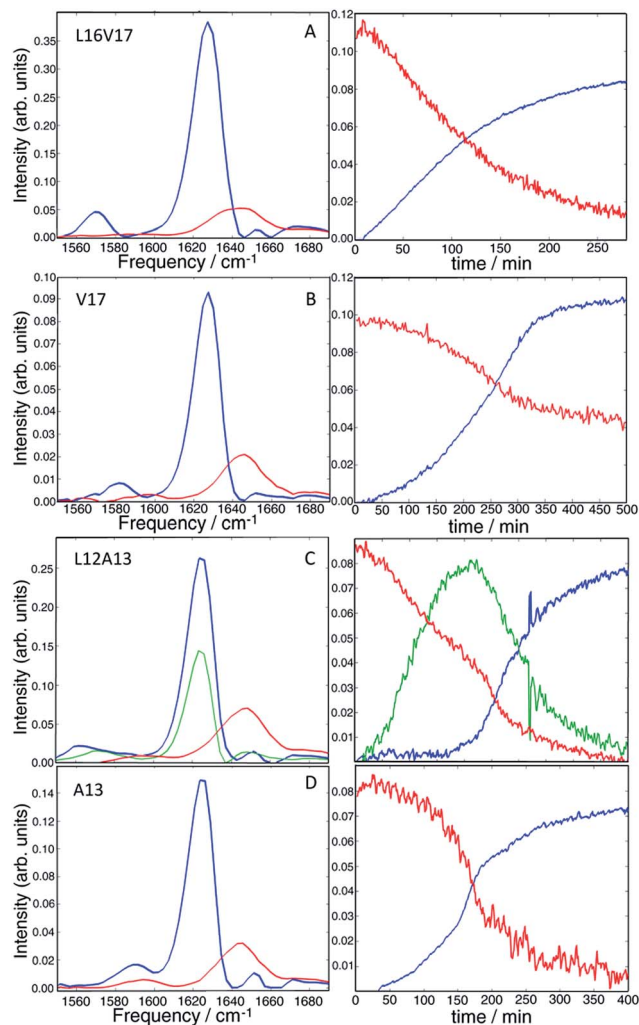 Intensity (arb. units)
L16V17
A
0.35
0.30
0.25
0.20
0.15
0.10
0.05
0.00
1560 1580 1600 1620 1640 1660 1680
Frequency / cm-1
0.12
0.10
0.08
0.06
0.04
0.02
0.00
0 50 100 150 200 250
time / min
Intensity (arb. units)
V17
B
0.10
0.09
0.08
0.07
0.06
0.05
0.04
0.03
0.02
0.01
0.00
1560 1580 1600 1620 1640 1660 1680
Frequency / cm-1
0.12
0.10
0.08
0.06
0.04
0.02
0.00
0 50 100 150 200 250 300 350 400 450 500
time / min
Intensity (arb. units)
L12A13
C
0.25
0.20
0.15
0.10
0.05
0.00
0.08
0.07
0.06
0.05
0.04
0.03
0.02
0.01
Intensity (arb. units)
A13
D
0.14
0.12
0.10
0.08
0.06
0.04
0.02
0.00
1560 1580 1600 1620 1640 1660 1680
Frequency / cm-1
0.08
0.07
0.06
0.05
0.04
0.03
0.02
0.01
0 50 100 150 200 250 300 350 400
time / min